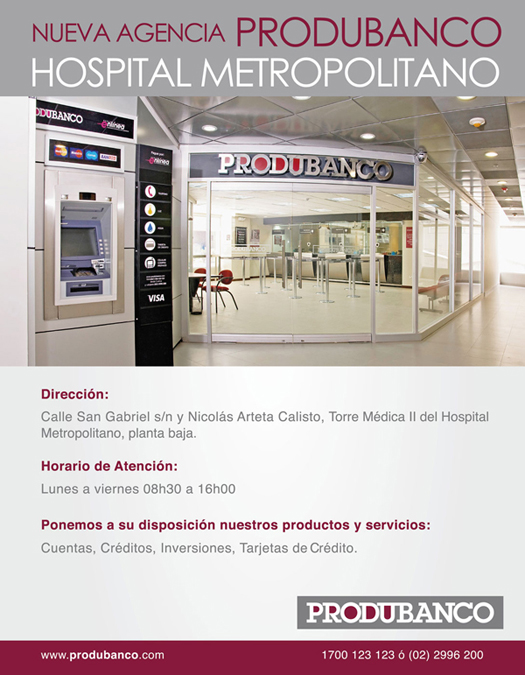 NUEVA AGENCIA PRODUBANCO
HOSPITAL METROPOLITANO
PRODUBANCO
enlínea
enlínea
PRODUBANCO
VISA
Dirección:
Calle San Gabriel s/n y Nicolás Arteta Calisto, Torre Médica II del Hospital
Metropolitano, planta baja.
Horario de Atención:
Lunes a viernes 08h30 a 16h00
Ponemos a su disposición nuestros productos y servicios:
Cuentas, Créditos, Inversiones, Tarjetas de Crédito.
PRODUBANCO
www.produbanco.com
1700 123 123 ó (02) 2996 200